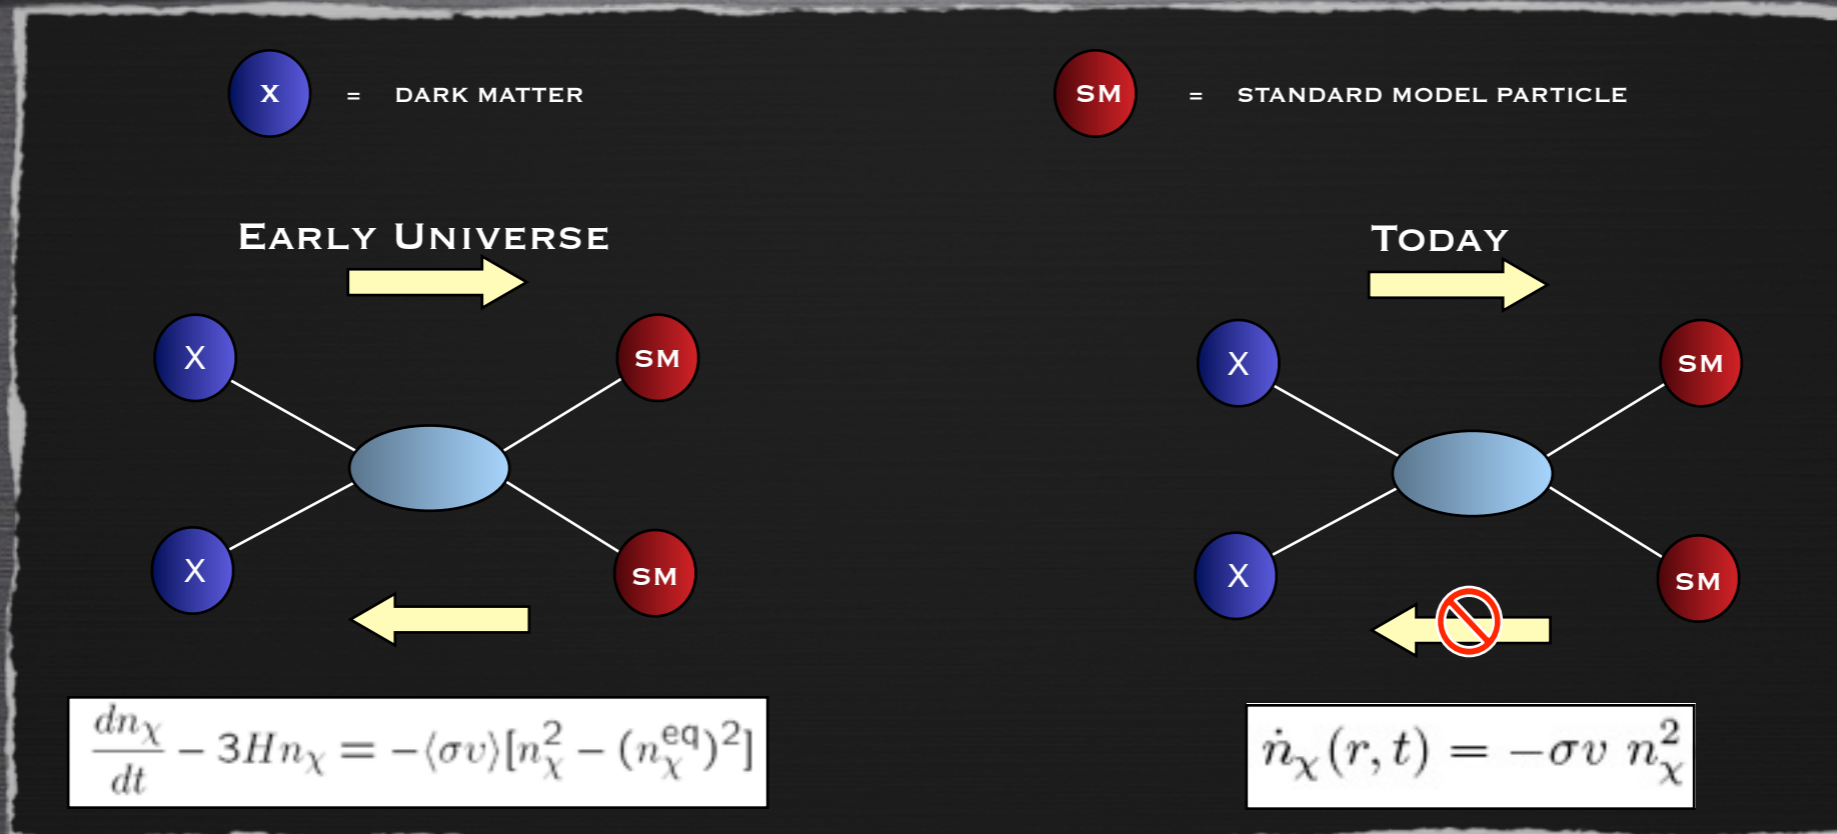 X = DARK MATTER
SM = STANDARD MODEL PARTICLE
EARLY UNIVERSE
X
SM
X
SM
dnχ/dt − 3Hnχ = −⟨σv⟩[nχ² − (nχ^eq)²]
TODAY
X
SM
X
SM
ṅχ(r, t) = −σv nχ²